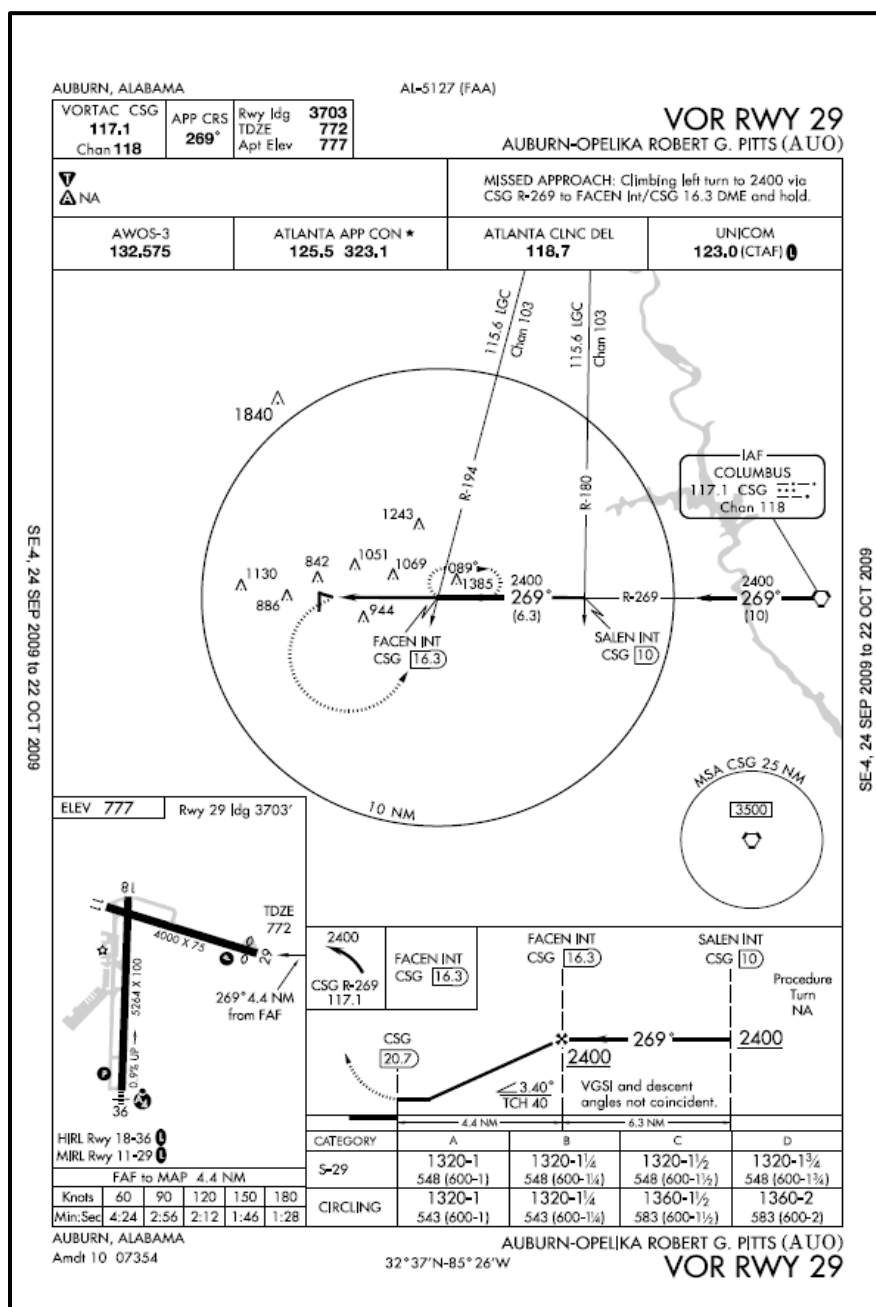 AUBURN, ALABAMA
AL-5127 (FAA)
VORTAC CSG
117.1
Chan 118
APP CRS
269°
Rwy ldg 3703
TDZE 772
Apt Elev 777
VOR RWY 29
AUBURN-OPELIKA ROBERT G. PITTS (AUO)
T
A NA
MISSED APPROACH: Climbing left turn to 2400 via
CSG R-269 to FACEN Int/CSG 16.3 DME and hold.
AWOS-3
132.575
ATLANTA APP CON ★
125.5 323.1
ATLANTA CLNC DEL
118.7
UNICOM
123.0 (CTAF) L
115.6 LGC
Chan 103
115.6 LGC
Chan 103
1840
R-194
R-180
IAF
COLUMBUS
117.1 CSG
Chan 118
1243
1051
842
1069
1130
886
944
089°
1385
2400
269°
(6.3)
R-269
2400
269°
(10)
FACEN INT
CSG 16.3
SALEN INT
CSG 10
10 NM
MSA CSG 25 NM
3500
SE-4, 24 SEP 2009 to 22 OCT 2009
SE-4, 24 SEP 2009 to 22 OCT 2009
ELEV 777
Rwy 29 ldg 3703'
18
11
4000 X 75
TDZE
772
29
5264 X 100
0.9% UP
269° 4.4 NM
from FAF
P
36
HIRL Rwy 18-36 L
MIRL Rwy 11-29 L
FAF to MAP 4.4 NM
Knots 60 90 120 150 180
Min:Sec 4:24 2:56 2:12 1:46 1:28
2400
CSG R-269
117.1
FACEN INT
CSG 16.3
FACEN INT
CSG 16.3
SALEN INT
CSG 10
Procedure
Turn
NA
CSG
20.7
2400
269°
2400
3.40°
TCH 40
VGSI and descent
angles not coincident.
4.4 NM
6.3 NM
CATEGORY A B C D
S-29 1320-1 1320-1¼ 1320-1½ 1320-1¾
548 (600-1) 548 (600-1¼) 548 (600-1½) 548 (600-1¾)
CIRCLING 1320-1 1320-1¼ 1360-1½ 1360-2
543 (600-1) 543 (600-1¼) 583 (600-1½) 583 (600-2)
AUBURN, ALABAMA
Amdt 10 07354
32°37'N-85°26'W
AUBURN-OPELIKA ROBERT G. PITTS (AUO)
VOR RWY 29